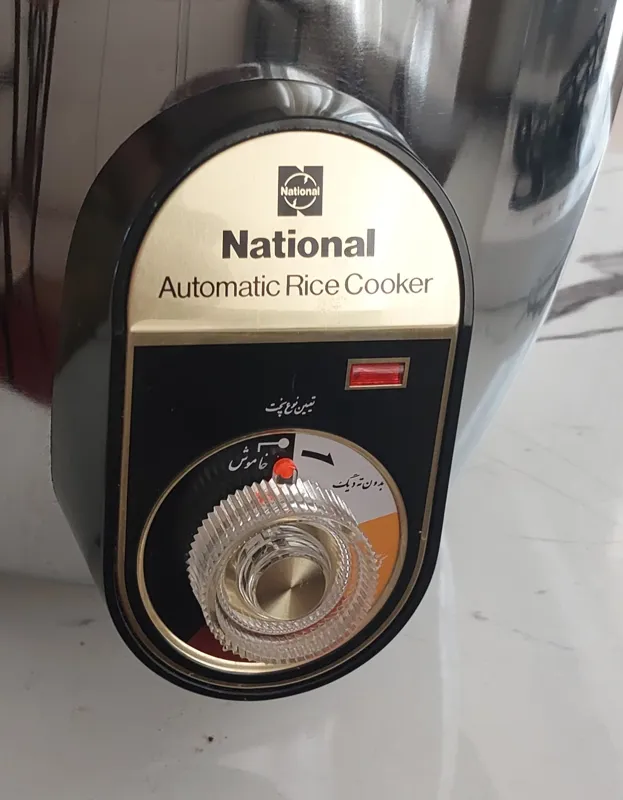 National
National
Automatic Rice Cooker
تعیین نوع پخت
خاموش
بدون ته دیگ